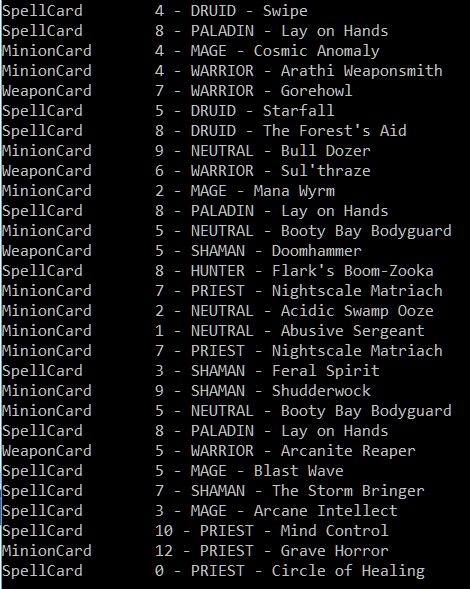 SpellCard 4 - DRUID - Swipe
SpellCard 8 - PALADIN - Lay on Hands
MinionCard 4 - MAGE - Cosmic Anomaly
MinionCard 4 - WARRIOR - Arathi Weaponsmith
WeaponCard 7 - WARRIOR - Gorehowl
SpellCard 5 - DRUID - Starfall
SpellCard 8 - DRUID - The Forest's Aid
MinionCard 9 - NEUTRAL - Bull Dozer
WeaponCard 6 - WARRIOR - Sul'thraze
MinionCard 2 - MAGE - Mana Wyrm
SpellCard 8 - PALADIN - Lay on Hands
MinionCard 5 - NEUTRAL - Booty Bay Bodyguard
WeaponCard 5 - SHAMAN - Doomhammer
SpellCard 8 - HUNTER - Flark's Boom-Zooka
MinionCard 7 - PRIEST - Nightscale Matriach
MinionCard 2 - NEUTRAL - Acidic Swamp Ooze
MinionCard 1 - NEUTRAL - Abusive Sergeant
MinionCard 7 - PRIEST - Nightscale Matriach
SpellCard 3 - SHAMAN - Feral Spirit
MinionCard 9 - SHAMAN - Shudderwock
MinionCard 5 - NEUTRAL - Booty Bay Bodyguard
SpellCard 8 - PALADIN - Lay on Hands
WeaponCard 5 - WARRIOR - Arcanite Reaper
SpellCard 5 - MAGE - Blast Wave
SpellCard 7 - SHAMAN - The Storm Bringer
SpellCard 3 - MAGE - Arcane Intellect
SpellCard 10 - PRIEST - Mind Control
MinionCard 12 - PRIEST - Grave Horror
SpellCard 0 - PRIEST - Circle of Healing